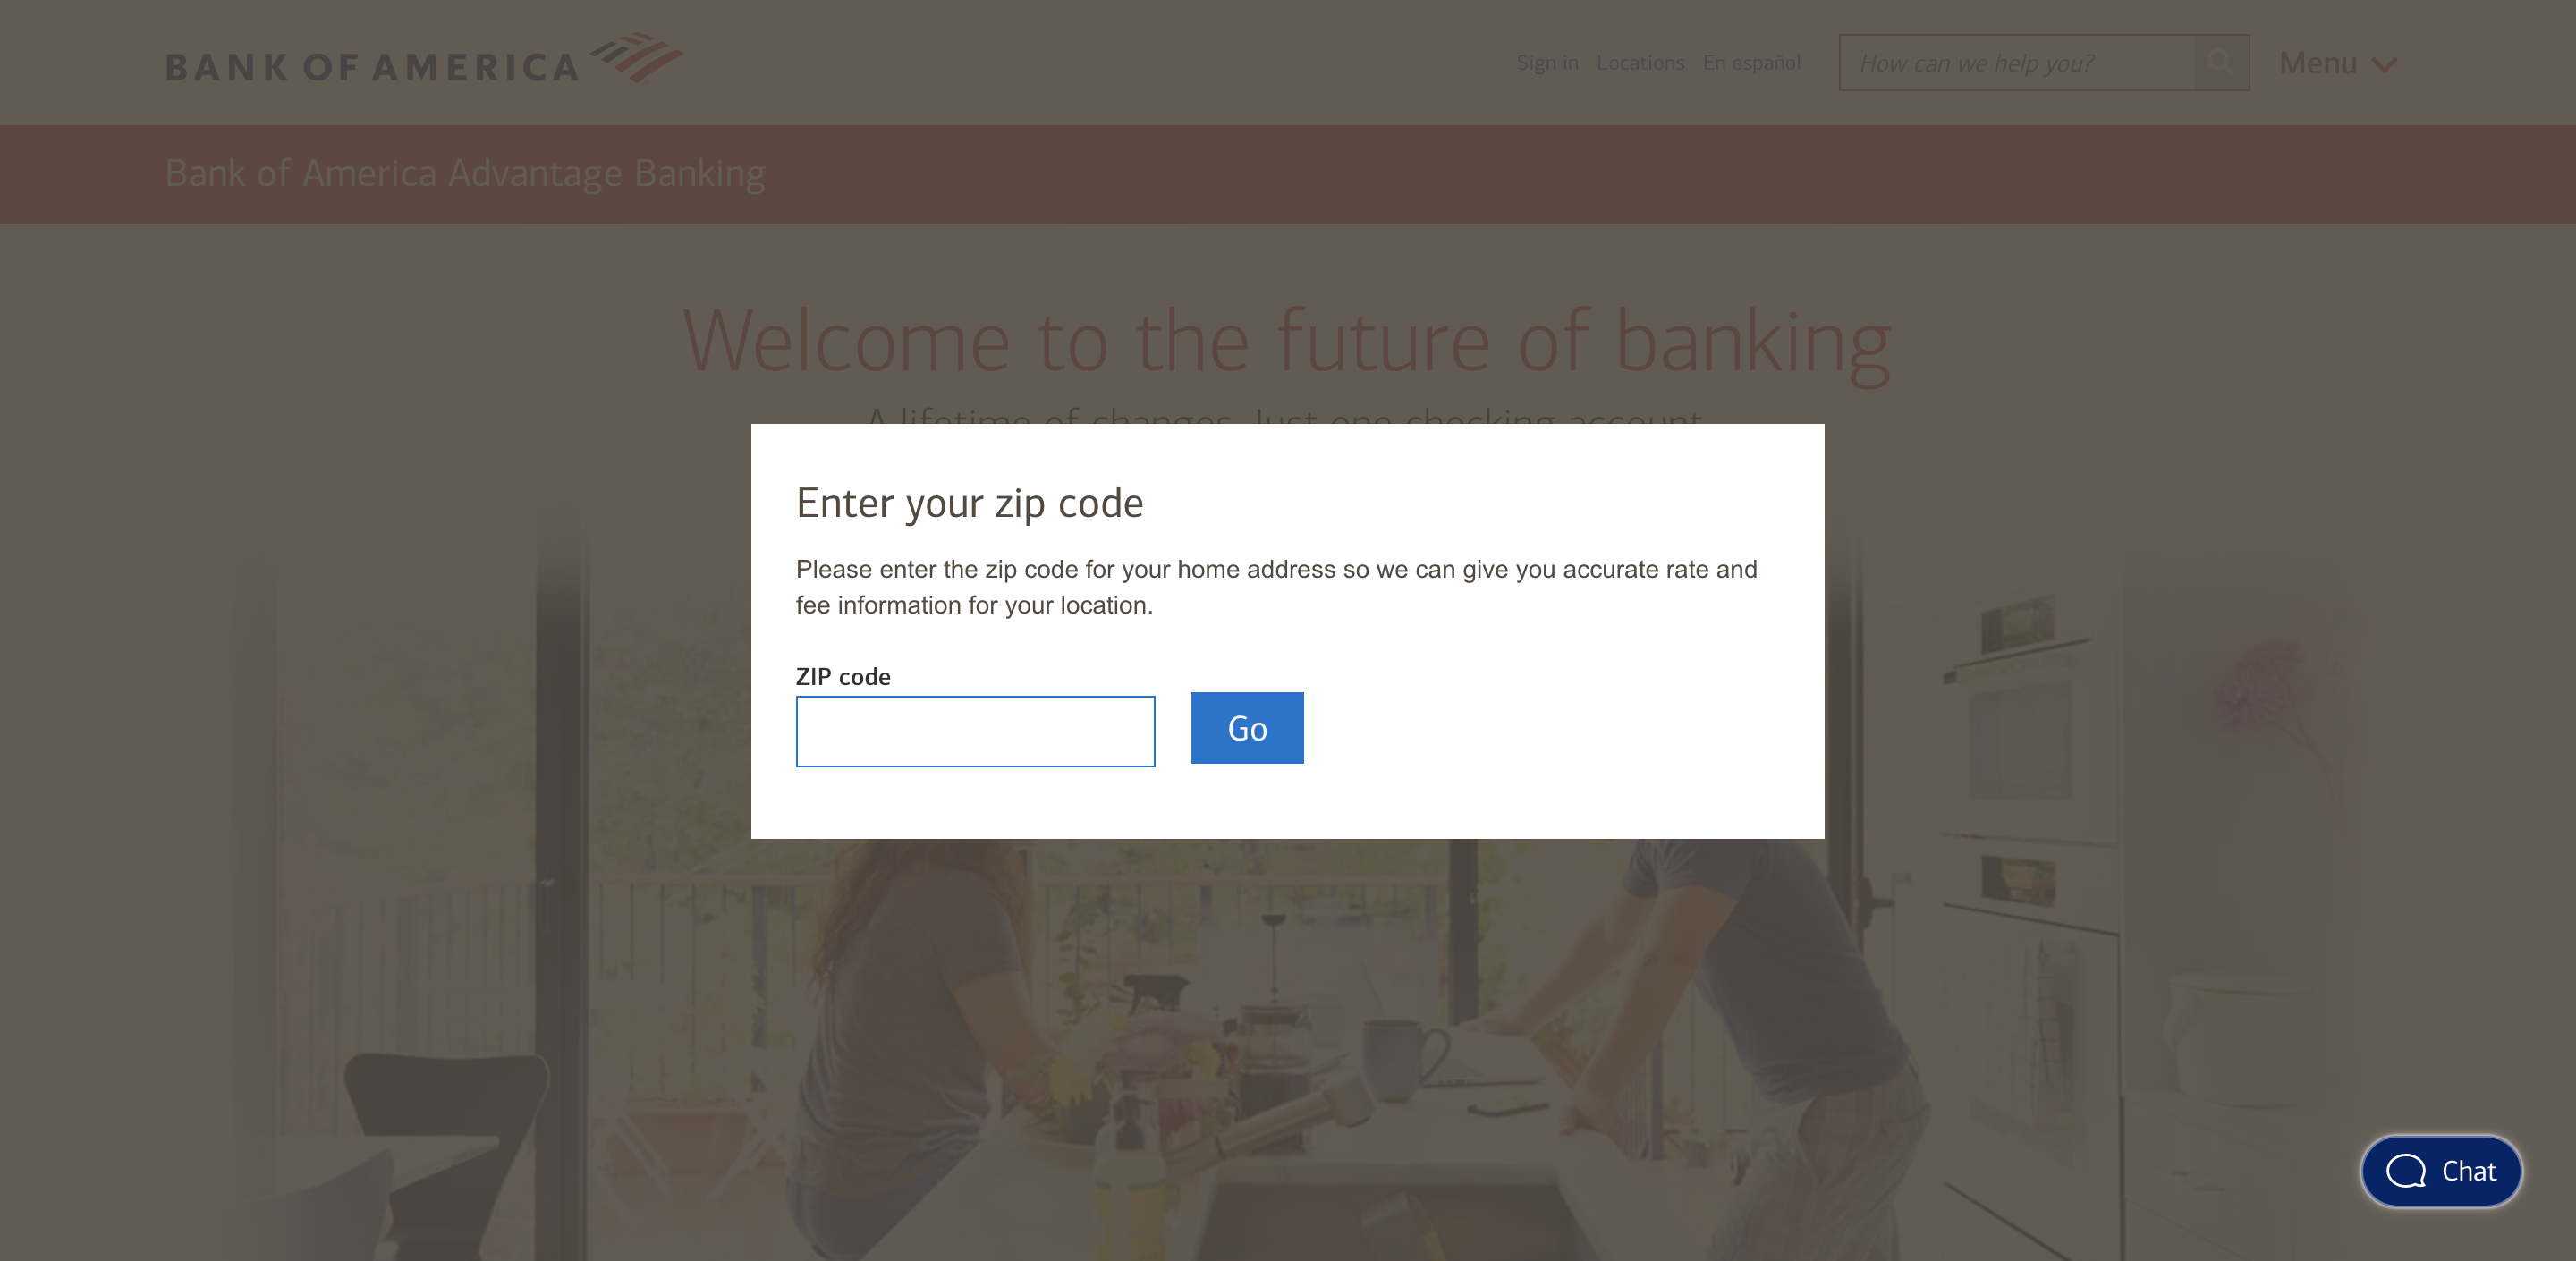 BANK OF AMERICA
Sign in Locations En español
How can we help you?
Menu
Bank of America Advantage Banking
Welcome to the future of banking
A lifetime of changes. Just one checking account.
Enter your zip code
Please enter the zip code for your home address so we can give you accurate rate and
fee information for your location.
ZIP code
Go
Chat